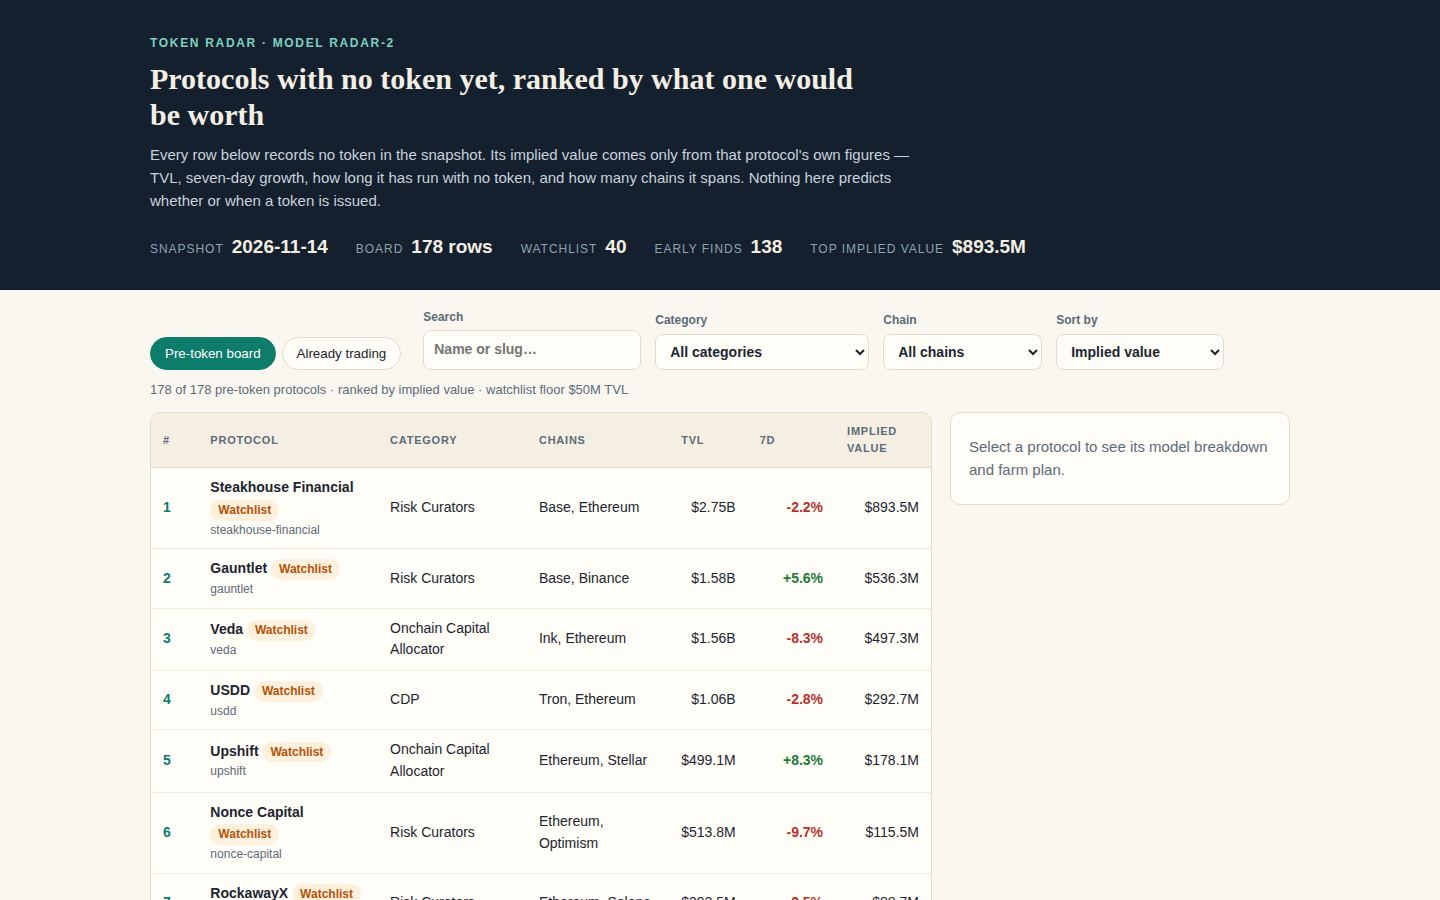 TOKEN RADAR · MODEL RADAR-2
Protocols with no token yet, ranked by what one would
be worth
Every row below records no token in the snapshot. Its implied value comes only from that protocol's own figures —
TVL, seven-day growth, how long it has run with no token, and how many chains it spans. Nothing here predicts
whether or when a token is issued.
SNAPSHOT 2026-11-14 BOARD 178 rows WATCHLIST 40 EARLY FINDS 138 TOP IMPLIED VALUE $893.5M
Search Category Chain Sort by
Pre-token board Already trading Name or slug… All categories All chains Implied value
178 of 178 pre-token protocols · ranked by implied value · watchlist floor $50M TVL
# PROTOCOL CATEGORY CHAINS TVL 7D IMPLIED VALUE
Select a protocol to see its model breakdown
and farm plan.
Steakhouse Financial
1 Watchlist Risk Curators Base, Ethereum $2.75B -2.2% $893.5M
steakhouse-financial
2 Gauntlet Watchlist Risk Curators Base, Binance $1.58B +5.6% $536.3M
gauntlet
3 Veda Watchlist Onchain Capital Allocator Ink, Ethereum $1.56B -8.3% $497.3M
veda
4 USDD Watchlist CDP Tron, Ethereum $1.06B -2.8% $292.7M
usdd
5 Upshift Watchlist Onchain Capital Allocator Ethereum, Stellar $499.1M +8.3% $178.1M
upshift
Nonce Capital
6 Watchlist Risk Curators Ethereum, Optimism $513.8M -9.7% $115.5M
nonce-capital
RockawayX Watchlist